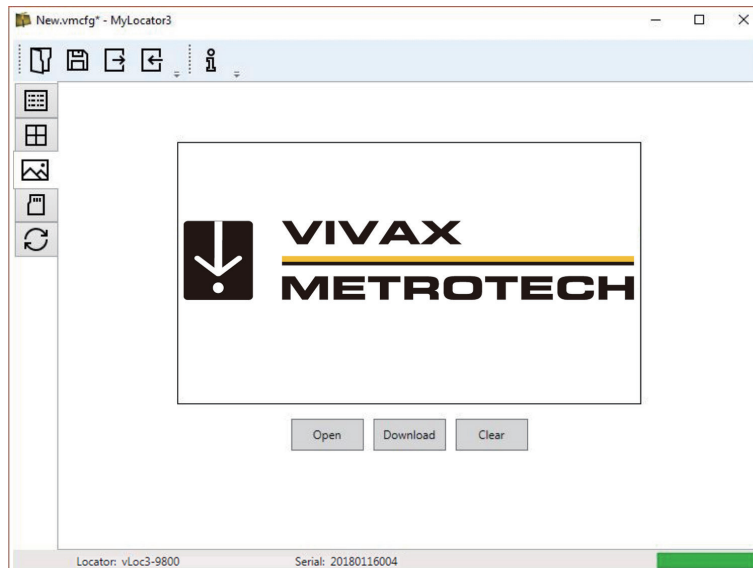 New.vmcfg* - MyLocator3
VIVAX
METROTECH
Open Download Clear
Locator: vLoc3-9800 Serial: 20180116004